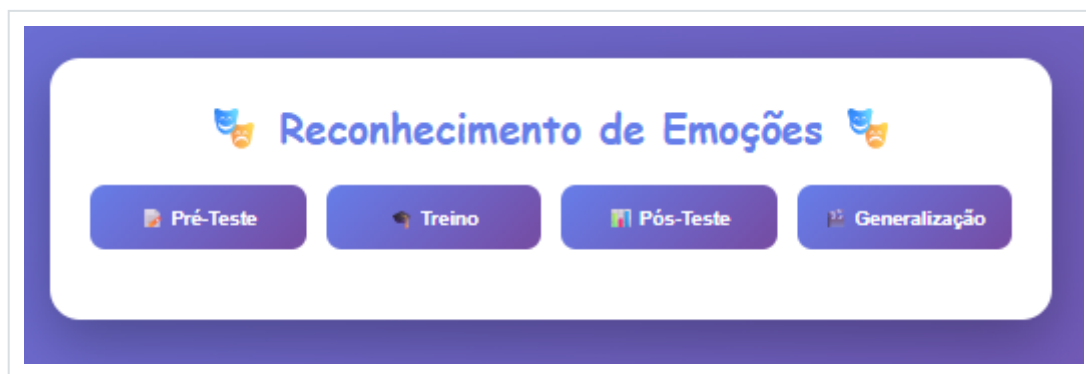 🎭 Reconhecimento de Emoções 🎭
📝 Pré-Teste
🎓 Treino
📊 Pós-Teste
🎬 Generalização